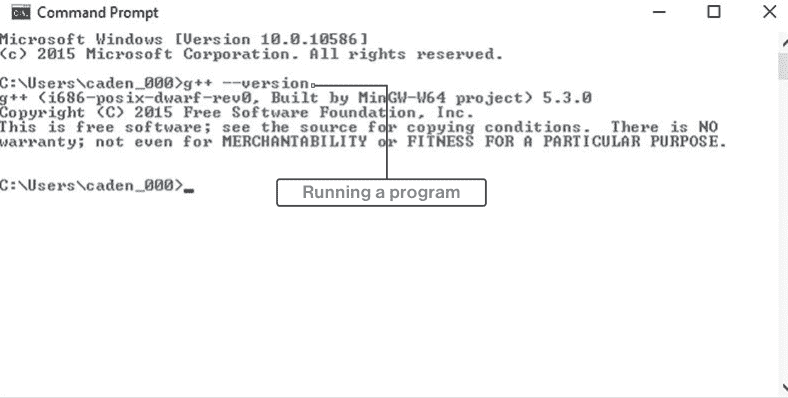 Command Prompt
Microsoft Windows [Version 10.0.10586]
(c) 2015 Microsoft Corporation. All rights reserved.
C:\Users\caden_000>g++ --version
g++ (i686-posix-dwarf-rev0, Built by MinGW-W64 project) 5.3.0
Copyright (C) 2015 Free Software Foundation, Inc.
This is free software; see the source for copying conditions.  There is NO
warranty; not even for MERCHANTABILITY or FITNESS FOR A PARTICULAR PURPOSE.
C:\Users\caden_000>_
Running a program